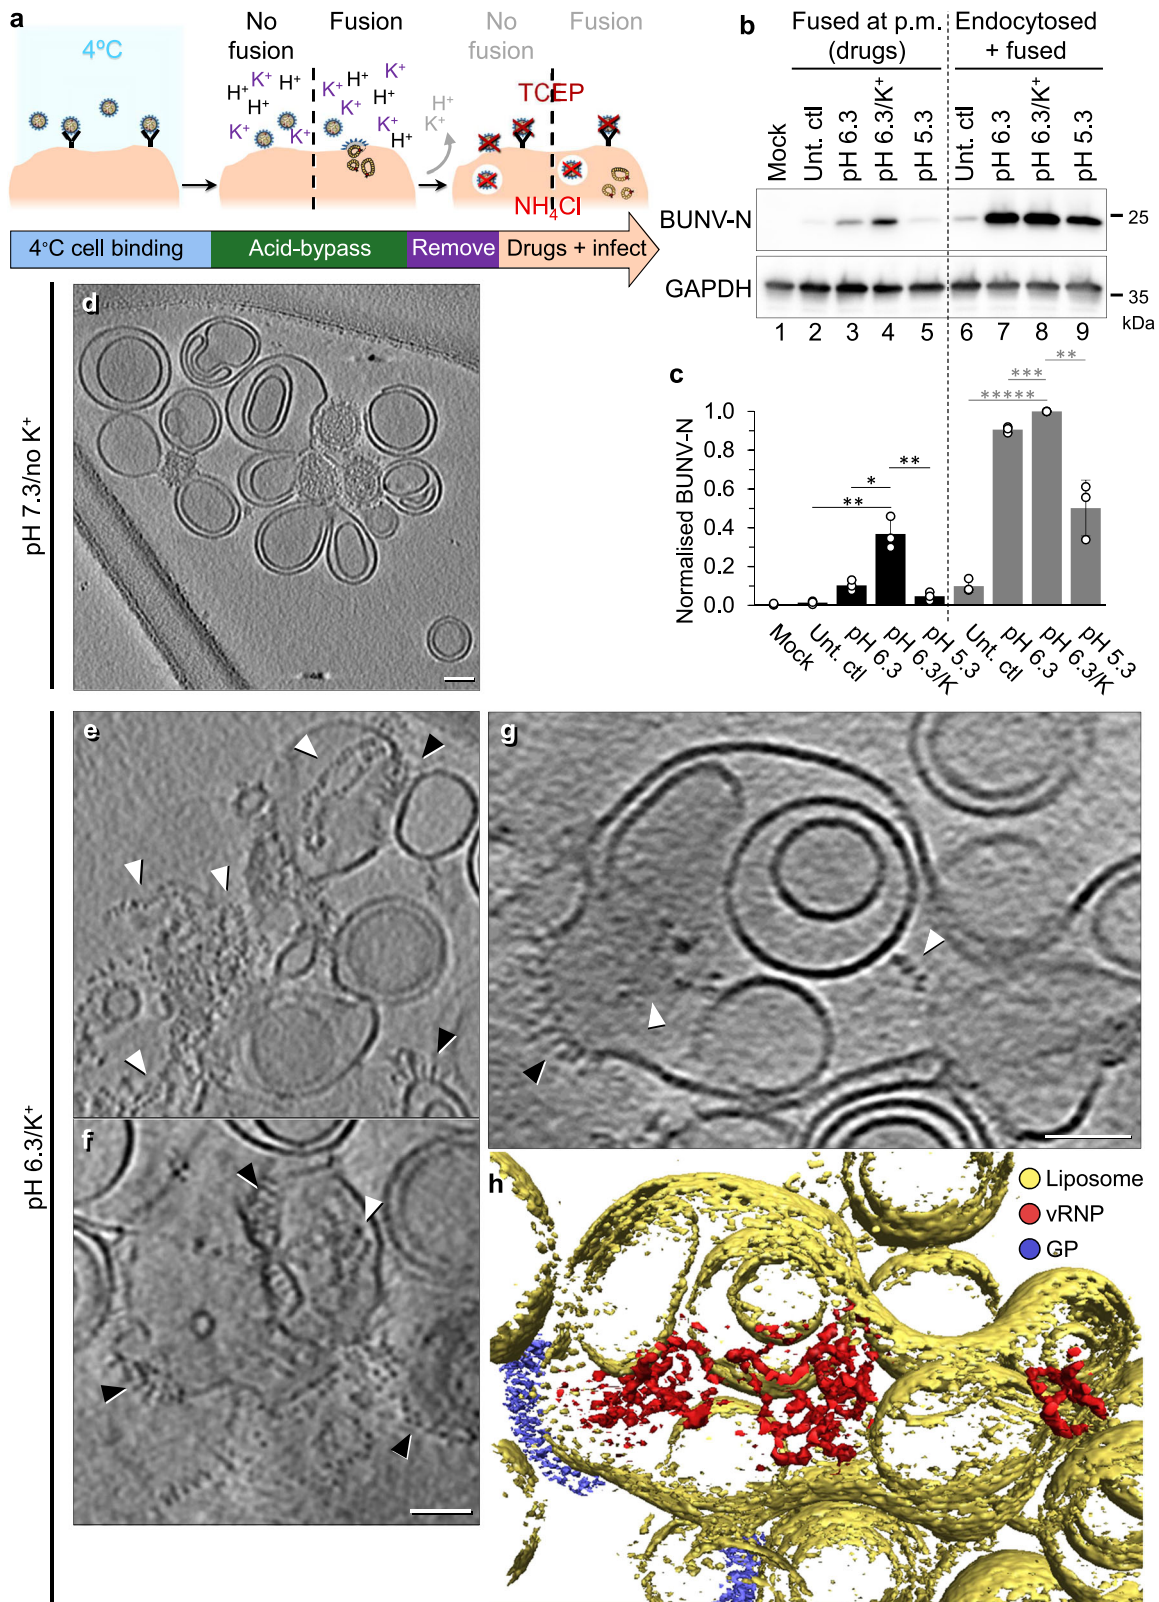 a
4ºC
No
fusion
Fusion
No
fusion
Fusion
H⁺
K⁺
H⁺
H⁺
K⁺
K⁺
K⁺
K⁺
H⁺
K⁺
K⁺
H⁺
H⁺
K⁺
TCEP
NH₄Cl
4°C cell binding
Acid-bypass
Remove
Drugs + infect
b
Fused at p.m.
(drugs)
Endocytosed
+ fused
Mock
Unt. ctl
pH 6.3
pH 6.3/K⁺
pH 5.3
Unt. ctl
pH 6.3
pH 6.3/K⁺
pH 5.3
BUNV-N
25
GAPDH
35
kDa
1 2 3 4 5 6 7 8 9
c
Normalised BUNV-N
1.0
0.8
0.6
0.4
0.2
0.0
**
*
**
*****
***
**
Mock
Unt. ctl
pH 6.3
pH 6.3/K
pH 5.3
Unt. ctl
pH 6.3
pH 6.3/K
pH 5.3
pH 7.3/no K⁺
d
pH 6.3/K⁺
e
f
g
h
Liposome
vRNP
GP